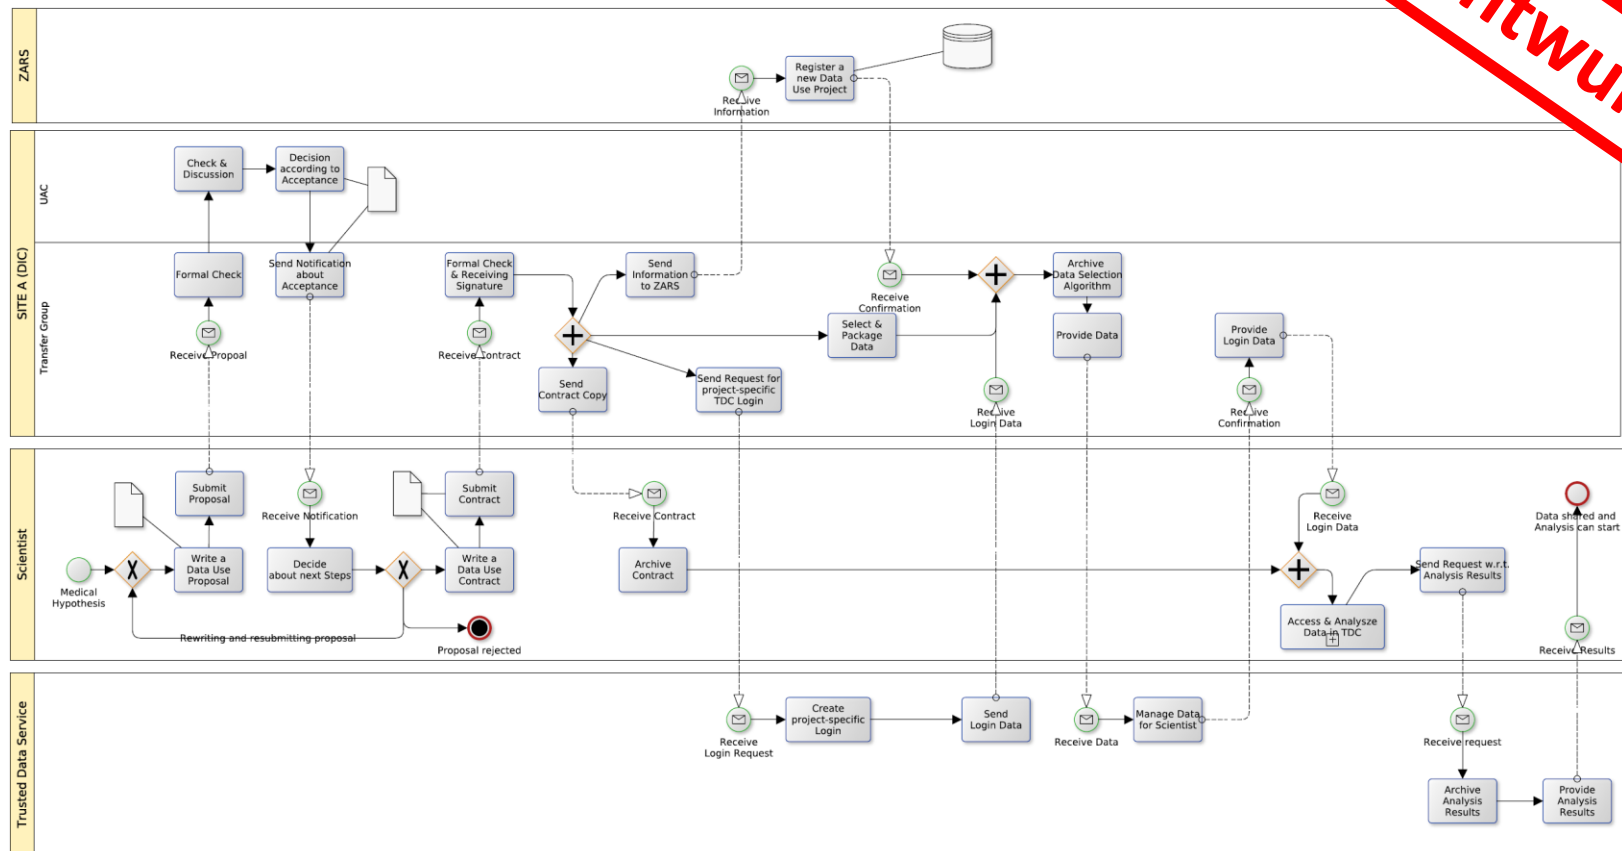 ntwu
ZARS
Register a
new Data
Use Project
Receive
Information
SITE A (DIC)
UAC
Check &
Discussion
Decision
according to
Acceptance
Transfer Group
Formal Check
Send Notification
about
Acceptance
Receive Propoal
Formal Check
& Receiving
Signature
Receive Contract
Send
Information
to ZARS
Send
Contract Copy
Send Request for
project-specific
TDC Login
Receive
Confirmation
Select &
Package
Data
Receive
Login Data
Archive
Data Selection
Algorithm
Provide Data
Provide
Login Data
Receive
Confirmation
Scientist
Medical
Hypothesis
Submit
Proposal
Write a
Data Use
Proposal
Receive Notification
Decide
about next Steps
Rewriting and resubmitting proposal
Submit
Contract
Write a
Data Use
Contract
Proposal rejected
Receive Contract
Archive
Contract
Receive
Login Data
Access & Analysze
Data in TDC
Send Request w.r.t.
Analysis Results
Data shared and
Analysis can start
Receive Results
Trusted Data Service
Receive
Login Request
Create
project-specific
Login
Send
Login Data
Receive Data
Manage Data
for Scientist
Receive request
Archive
Analysis
Results
Provide
Analysis
Results